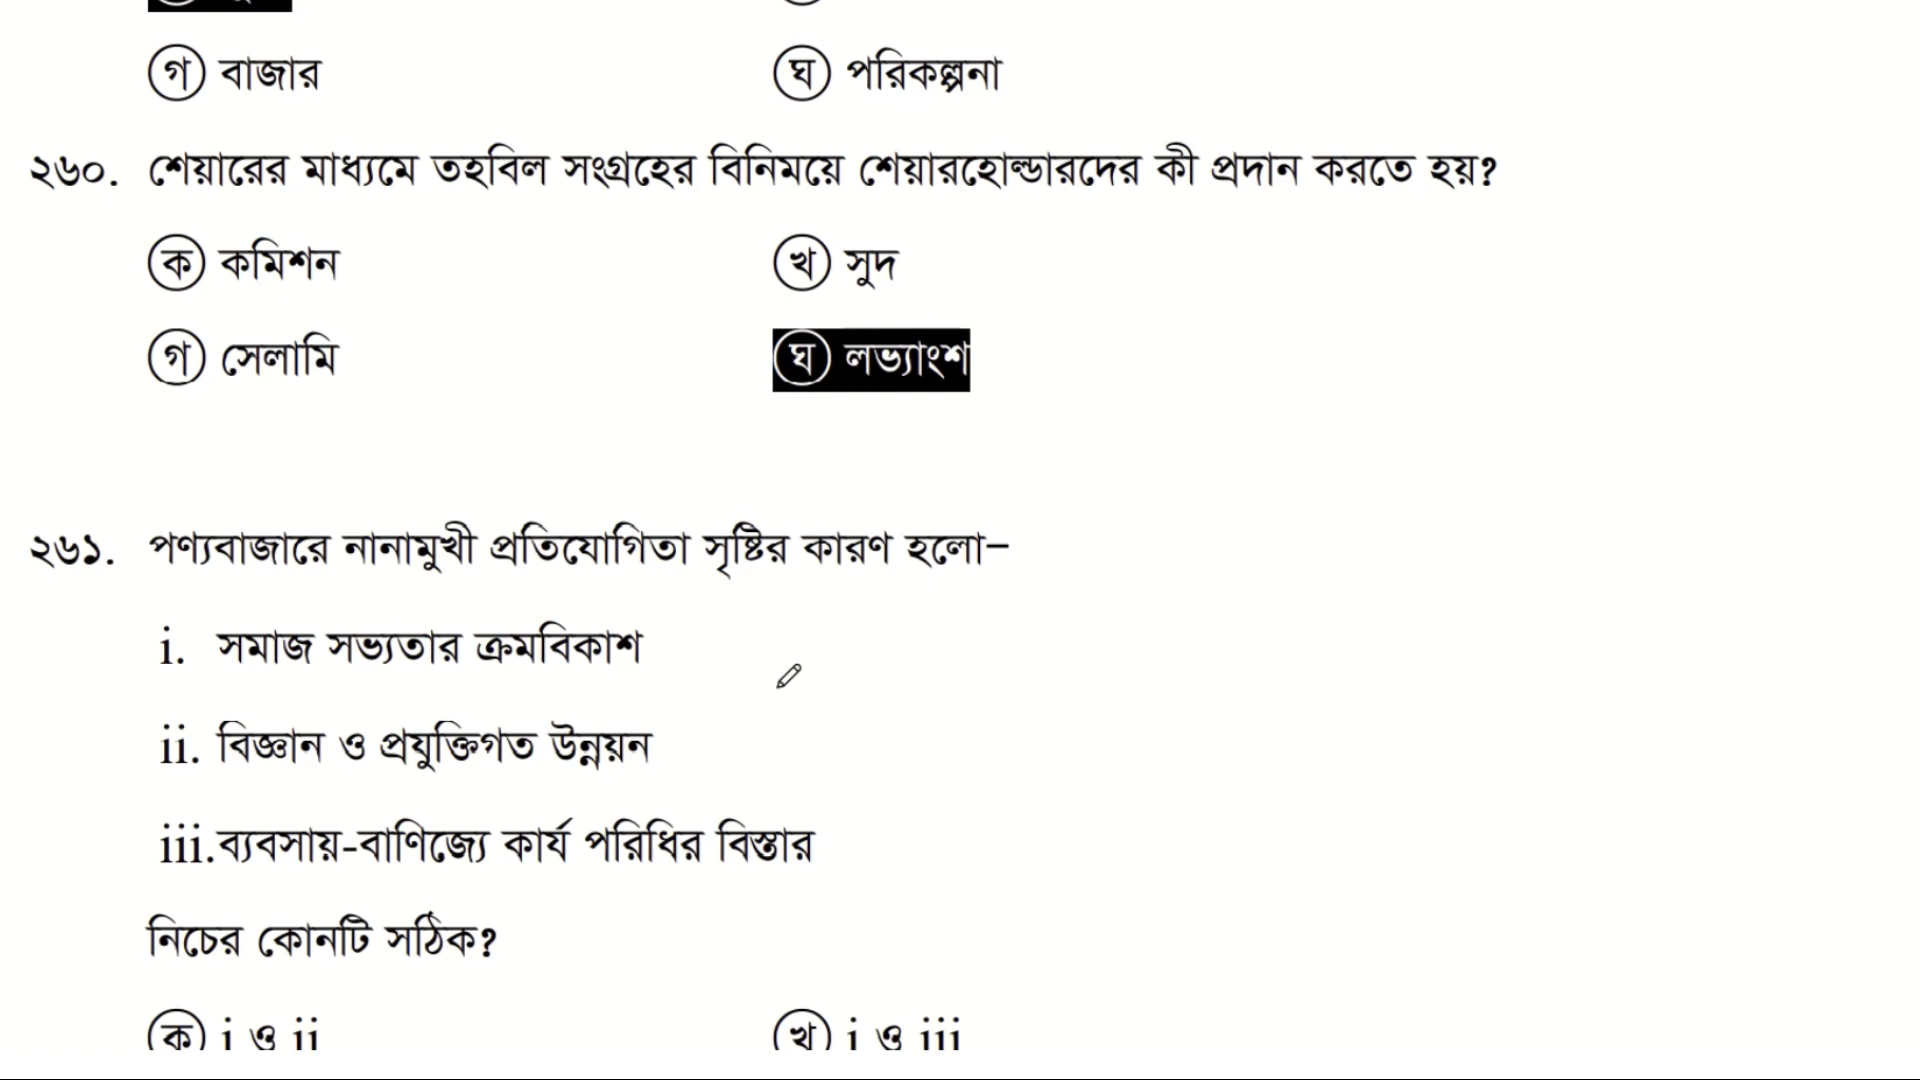 গ বাজার ঘ পরিকল্পনা
২৬০. শেয়ারের মাধ্যমে তহবিল সংগ্রহের বিনিময়ে শেয়ারহোল্ডারদের কী প্রদান করতে হয়?
ক কমিশন খ সুদ
গ সেলামি ঘ লভ্যাংশ
২৬১. পণ্যবাজারে নানামুখী প্রতিযোগিতা সৃষ্টির কারণ হলো–
i. সমাজ সভ্যতার ক্রমবিকাশ
ii. বিজ্ঞান ও প্রযুক্তিগত উন্নয়ন
iii.ব্যবসায়-বাণিজ্যে কার্য পরিধির বিস্তার
নিচের কোনটি সঠিক?
ক i ও ii খ i ও iii